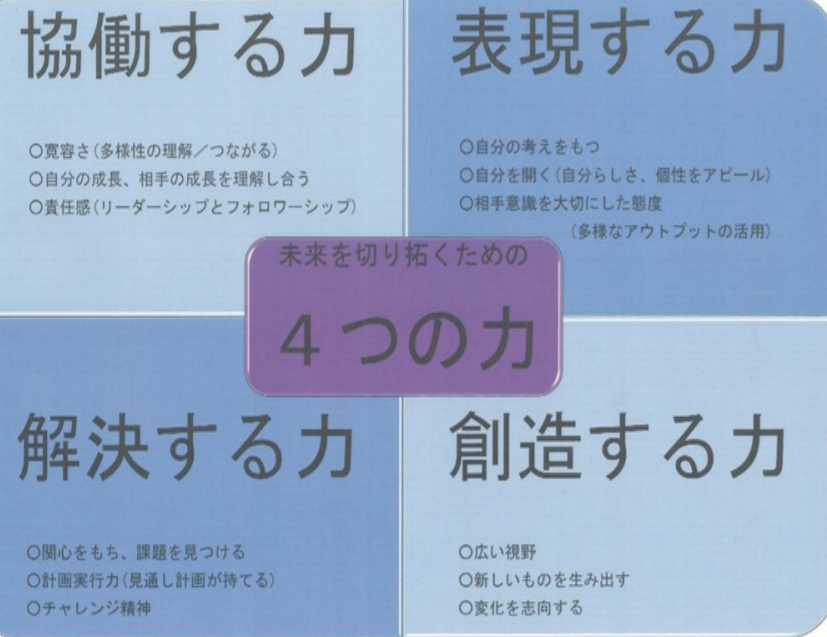 協働する力
○寛容さ(多様性の理解／つながる)
○自分の成長、相手の成長を理解し合う
○責任感(リーダーシップとフォロワーシップ)
表現する力
○自分の考えをもつ
○自分を開く(自分らしさ、個性をアピール)
○相手意識を大切にした態度
(多様なアウトプットの活用)
未来を切り拓くための
４つの力
解決する力
○関心をもち、課題を見つける
○計画実行力(見通し計画が持てる)
○チャレンジ精神
創造する力
○広い視野
○新しいものを生み出す
○変化を志向する